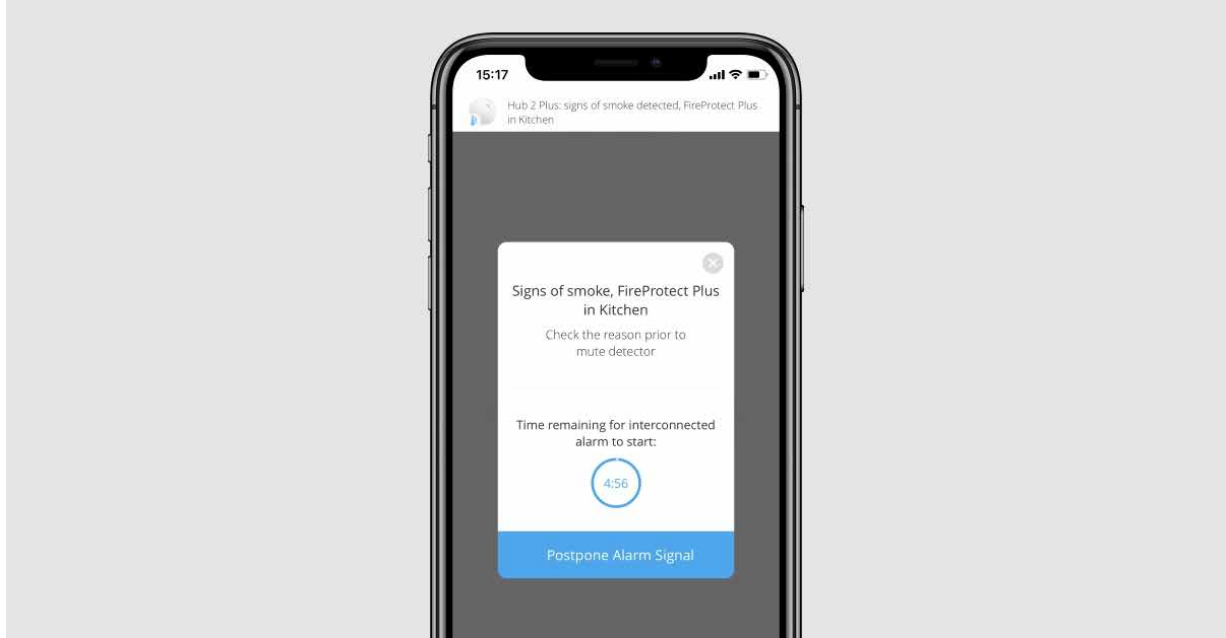 15:17
Hub 2 Plus: signs of smoke detected, FireProtect Plus
in Kitchen
Signs of smoke, FireProtect Plus
in Kitchen
Check the reason prior to
mute detector
Time remaining for interconnected
alarm to start:
4:56
Postpone Alarm Signal